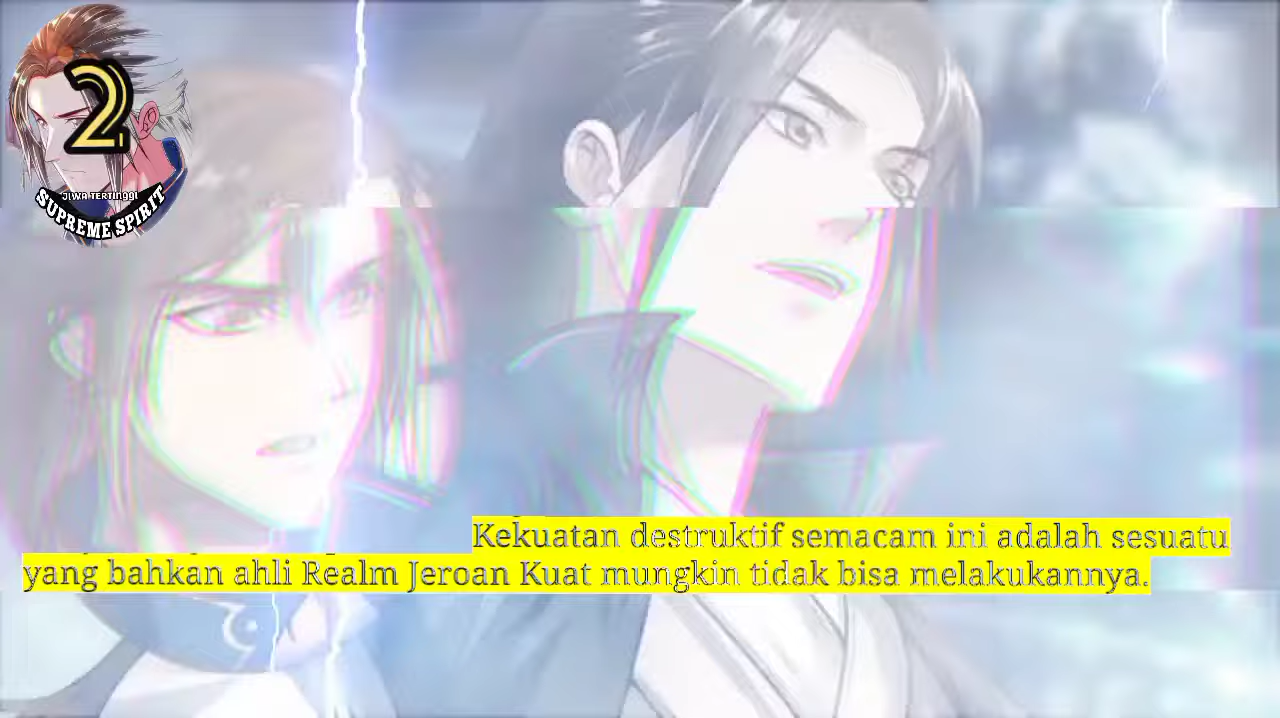 2
JIWA TERTINGGI
SUPREME SPIRIT
Kekuatan destruktif semacam ini adalah sesuatu
yang bahkan ahli Realm Jeroan Kuat mungkin tidak bisa melakukannya.